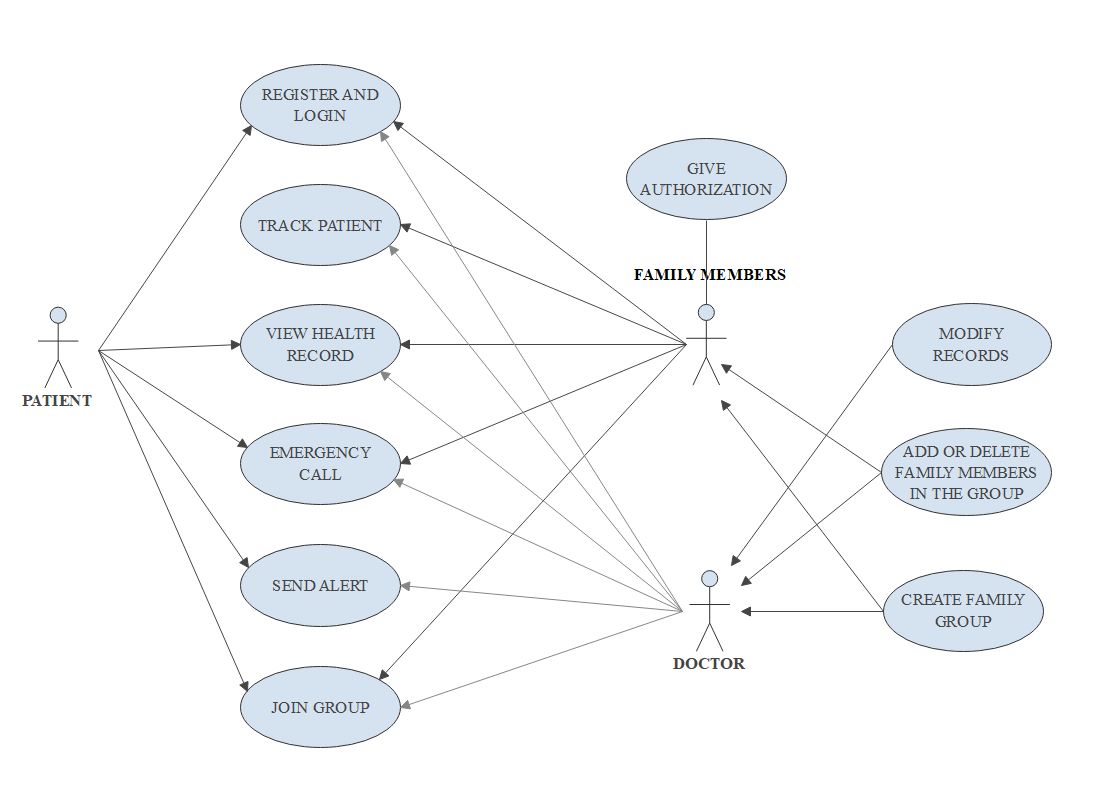 REGISTER AND
LOGIN
TRACK PATIENT
VIEW HEALTH
RECORD
EMERGENCY
CALL
SEND ALERT
JOIN GROUP
PATIENT
GIVE
AUTHORIZATION
FAMILY MEMBERS
DOCTOR
MODIFY
RECORDS
ADD OR DELETE
FAMILY MEMBERS
IN THE GROUP
CREATE FAMILY
GROUP